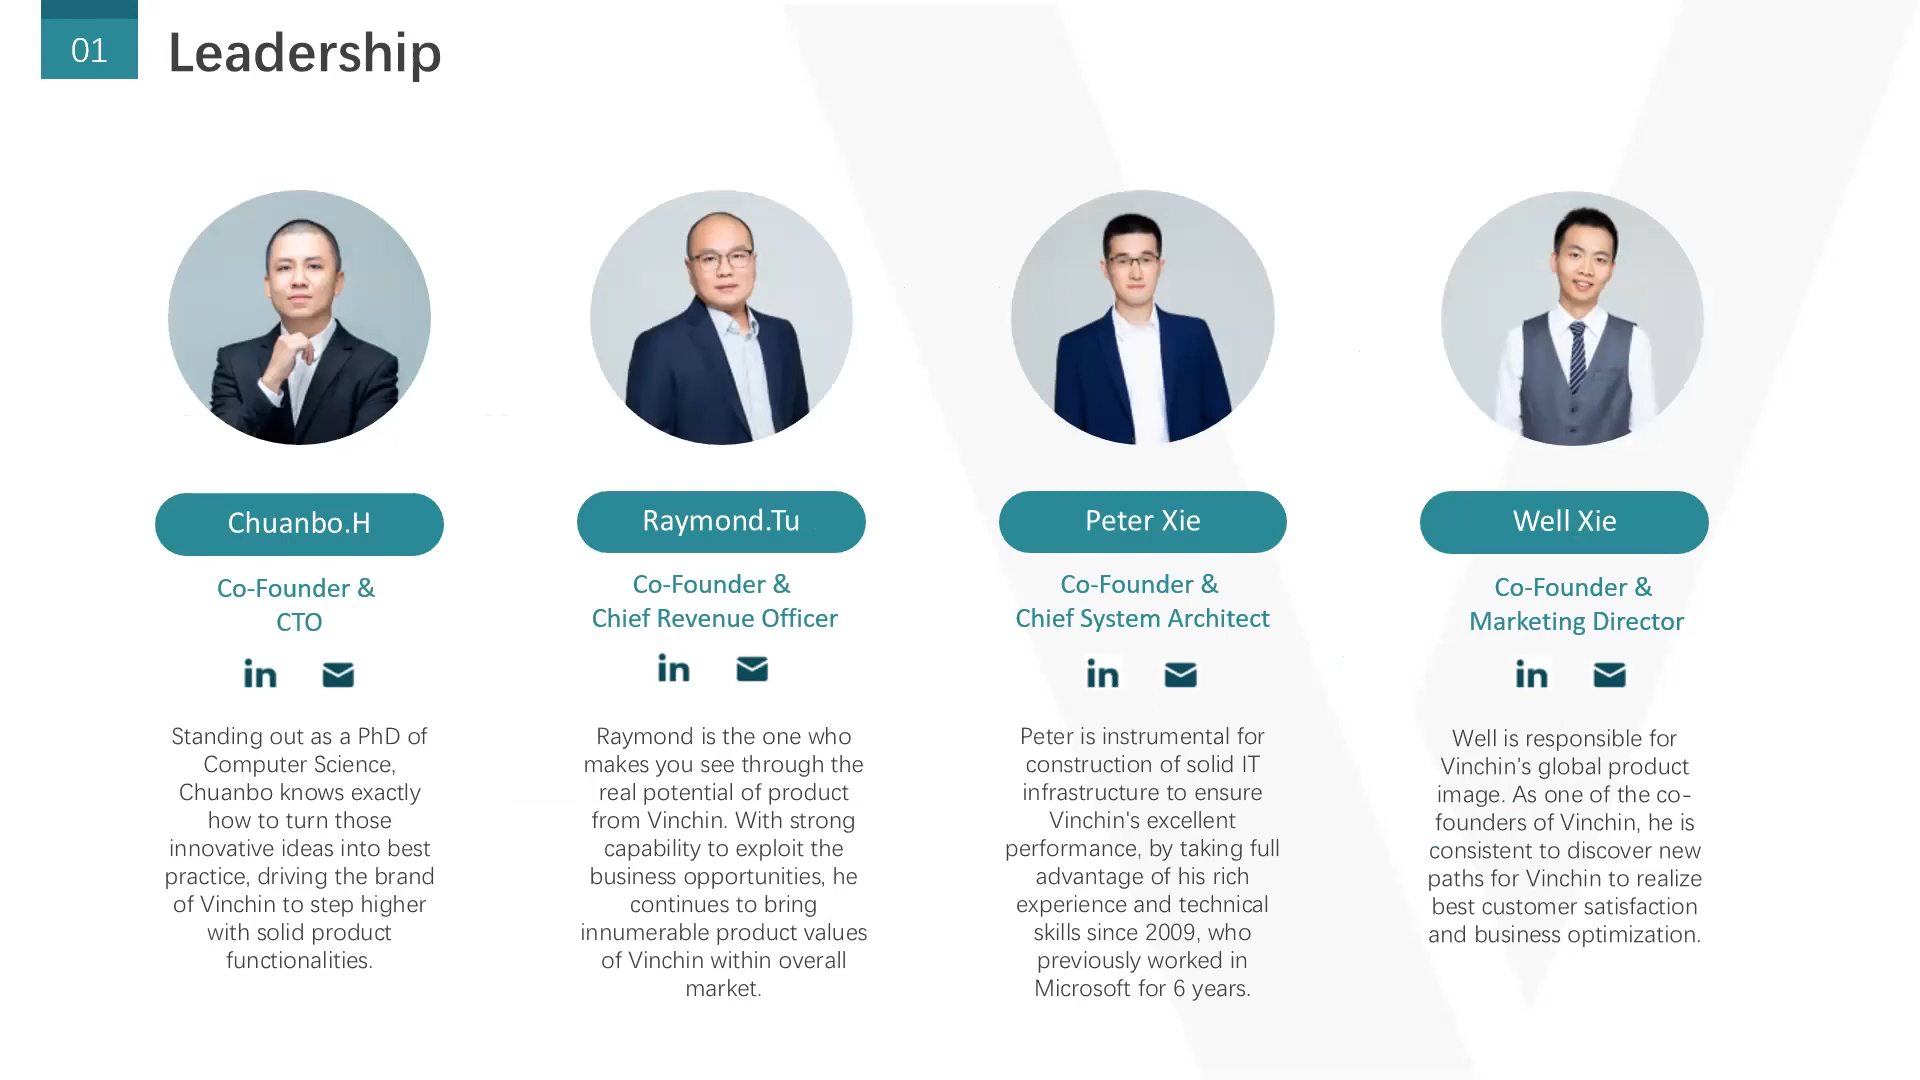 01
Leadership
Chuanbo.H
Co-Founder &
CTO
in
Standing out as a PhD of
Computer Science,
Chuanbo knows exactly
how to turn those
innovative ideas into best
practice, driving the brand
of Vinchin to step higher
with solid product
functionalities.
Raymond.Tu
Co-Founder &
Chief Revenue Officer
in
Raymond is the one who
makes you see through the
real potential of product
from Vinchin. With strong
capability to exploit the
business opportunities, he
continues to bring
innumerable product values
of Vinchin within overall
market.
Peter Xie
Co-Founder &
Chief System Architect
in
Peter is instrumental for
construction of solid IT
infrastructure to ensure
Vinchin's excellent
performance, by taking full
advantage of his rich
experience and technical
skills since 2009, who
previously worked in
Microsoft for 6 years.
Well Xie
Co-Founder &
Marketing Director
in
Well is responsible for
Vinchin's global product
image. As one of the co-
founders of Vinchin, he is
consistent to discover new
paths for Vinchin to realize
best customer satisfaction
and business optimization.